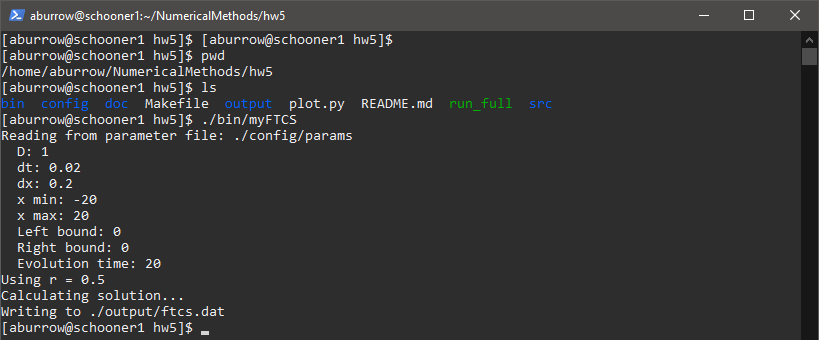 aburrow@schooner1:~/NumericalMethods/hw5
[aburrow@schooner1 hw5]$ [aburrow@schooner1 hw5]$
[aburrow@schooner1 hw5]$ pwd
/home/aburrow/NumericalMethods/hw5
[aburrow@schooner1 hw5]$ ls
bin  config  doc  Makefile  output  plot.py  README.md  run_full  src
[aburrow@schooner1 hw5]$ ./bin/myFTCS
Reading from parameter file: ./config/params
  D: 1
  dt: 0.02
  dx: 0.2
  x min: -20
  x max: 20
  Left bound: 0
  Right bound: 0
  Evolution time: 20
Using r = 0.5
Calculating solution...
Writing to ./output/ftcs.dat
[aburrow@schooner1 hw5]$